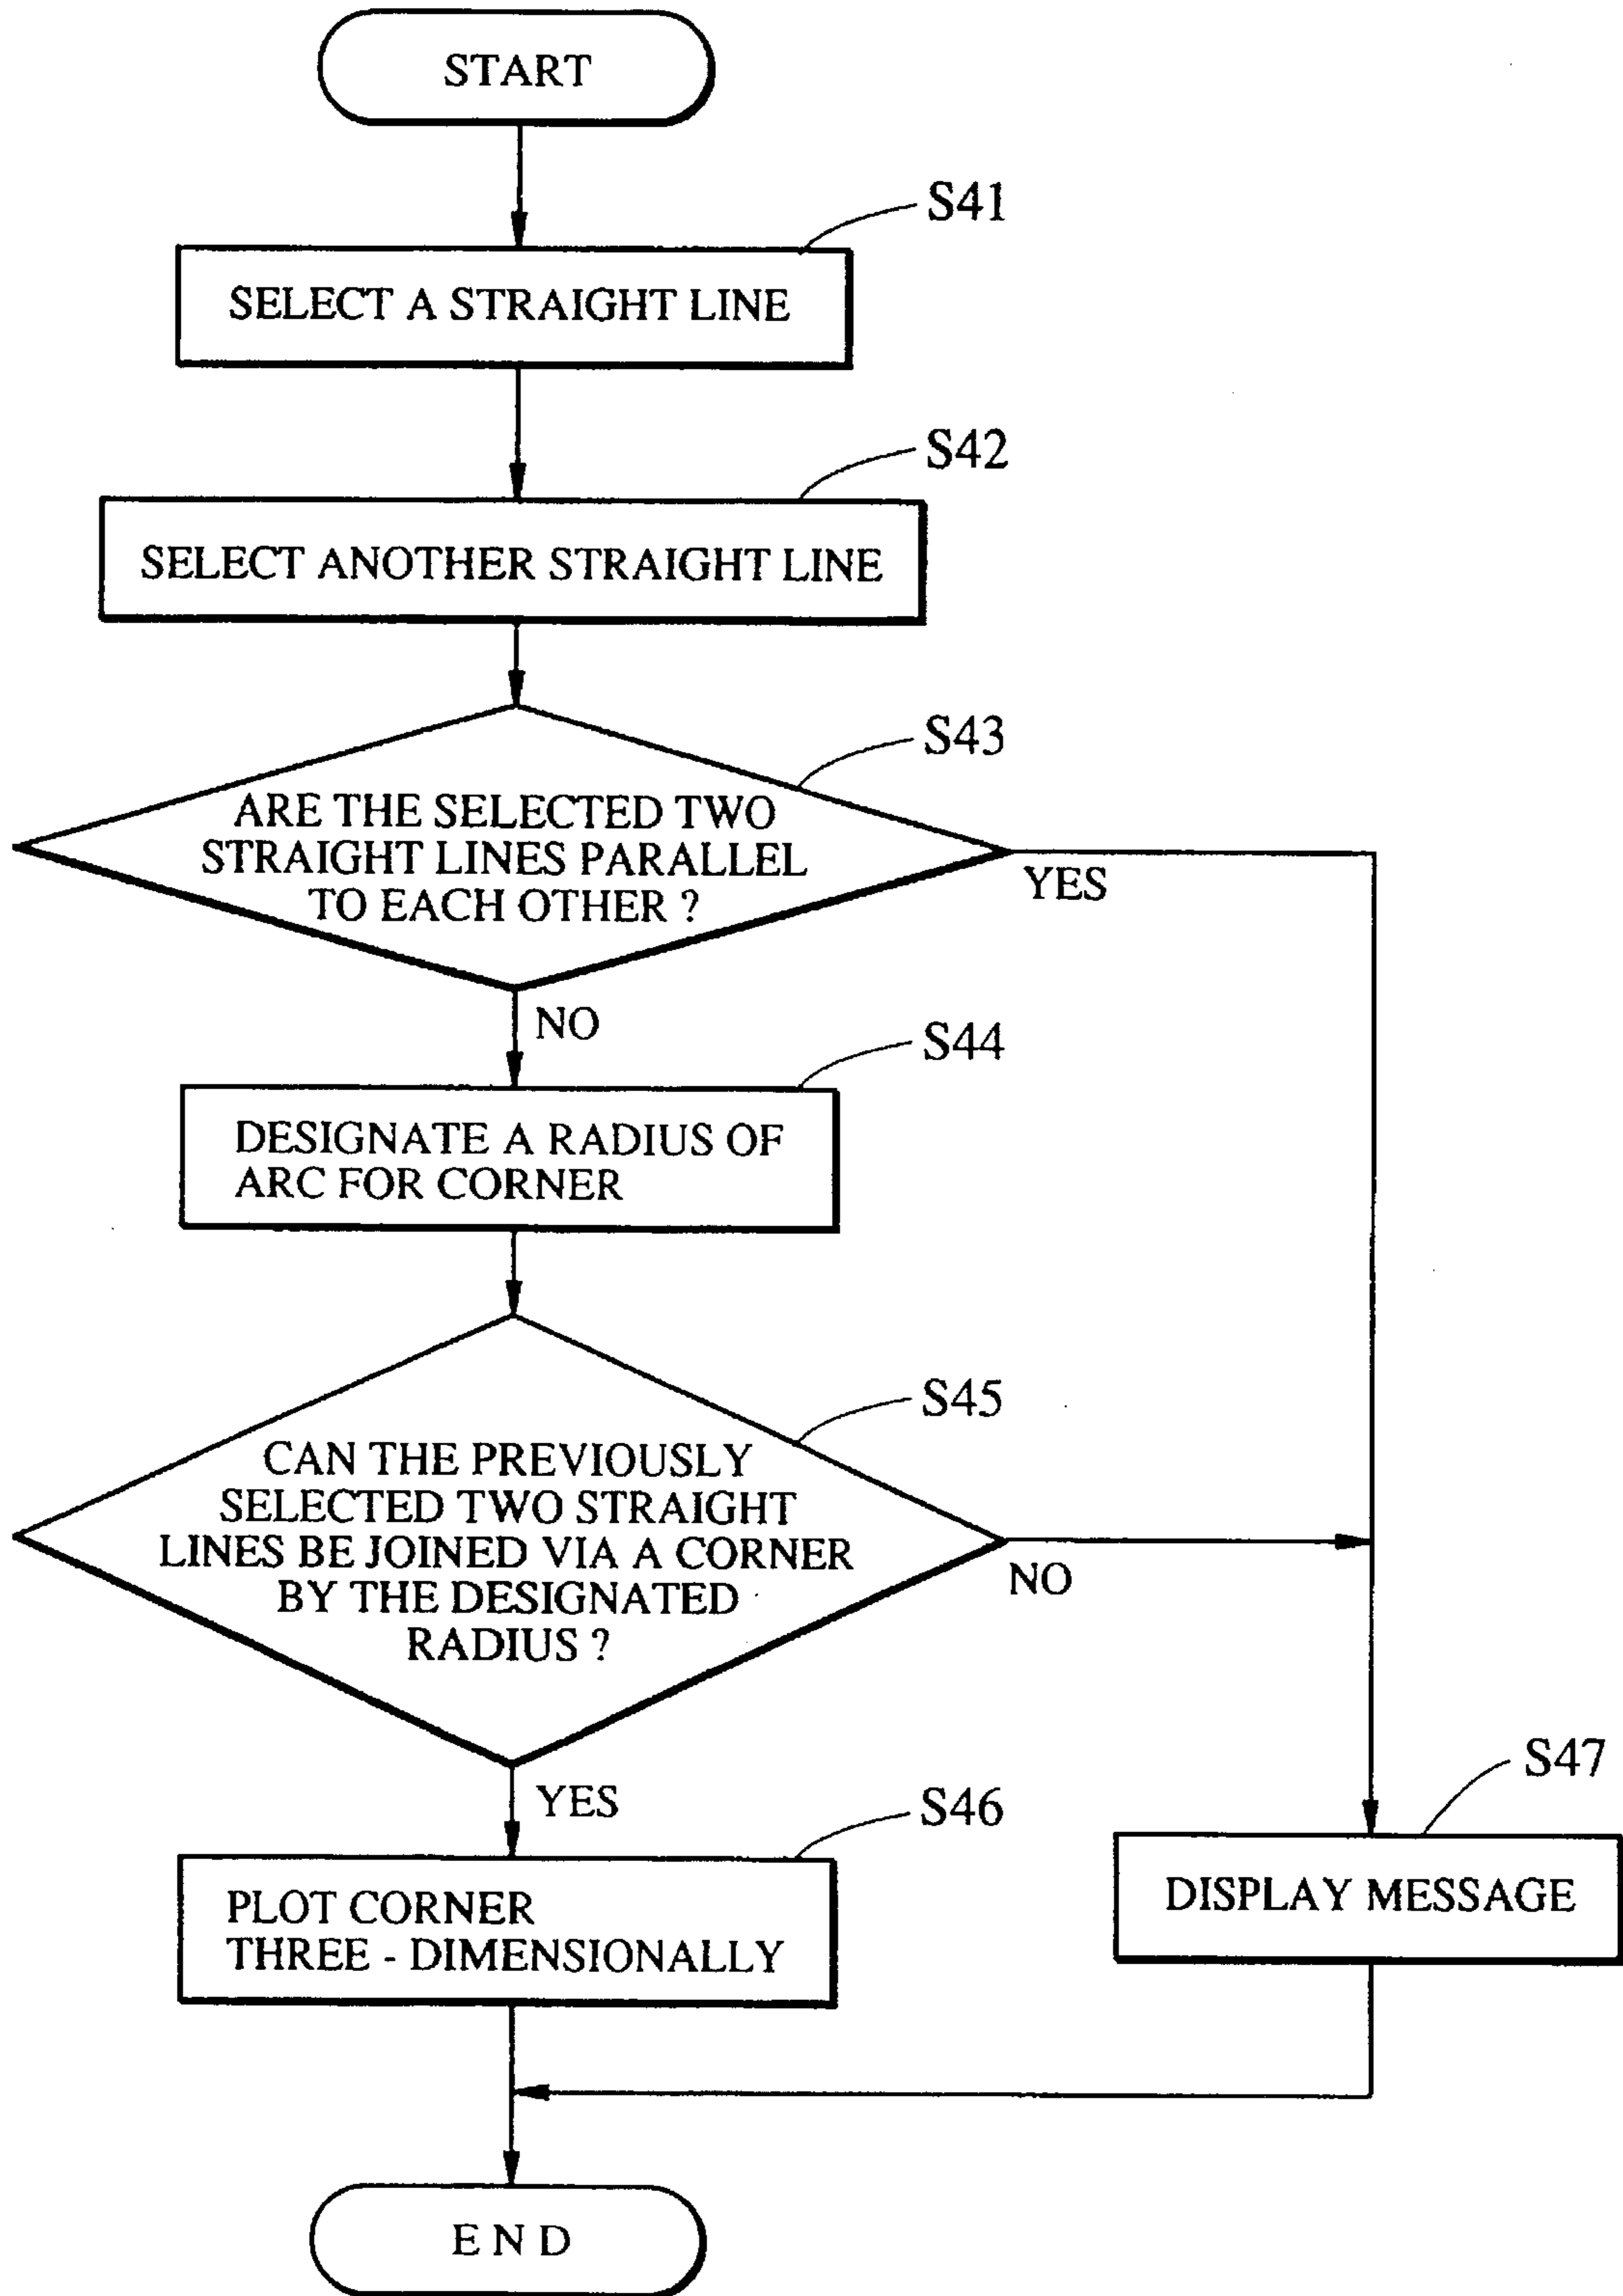 START
S41
SELECT A STRAIGHT LINE
S42
SELECT ANOTHER STRAIGHT LINE
S43
ARE THE SELECTED TWO
STRAIGHT LINES PARALLEL
TO EACH OTHER ?
YES
NO
S44
DESIGNATE A RADIUS OF
ARC FOR CORNER
S45
CAN THE PREVIOUSLY
SELECTED TWO STRAIGHT
LINES BE JOINED VIA A CORNER
BY THE DESIGNATED
RADIUS ?
NO
YES
S46
PLOT CORNER
THREE - DIMENSIONALLY
S47
DISPLAY MESSAGE
E N D